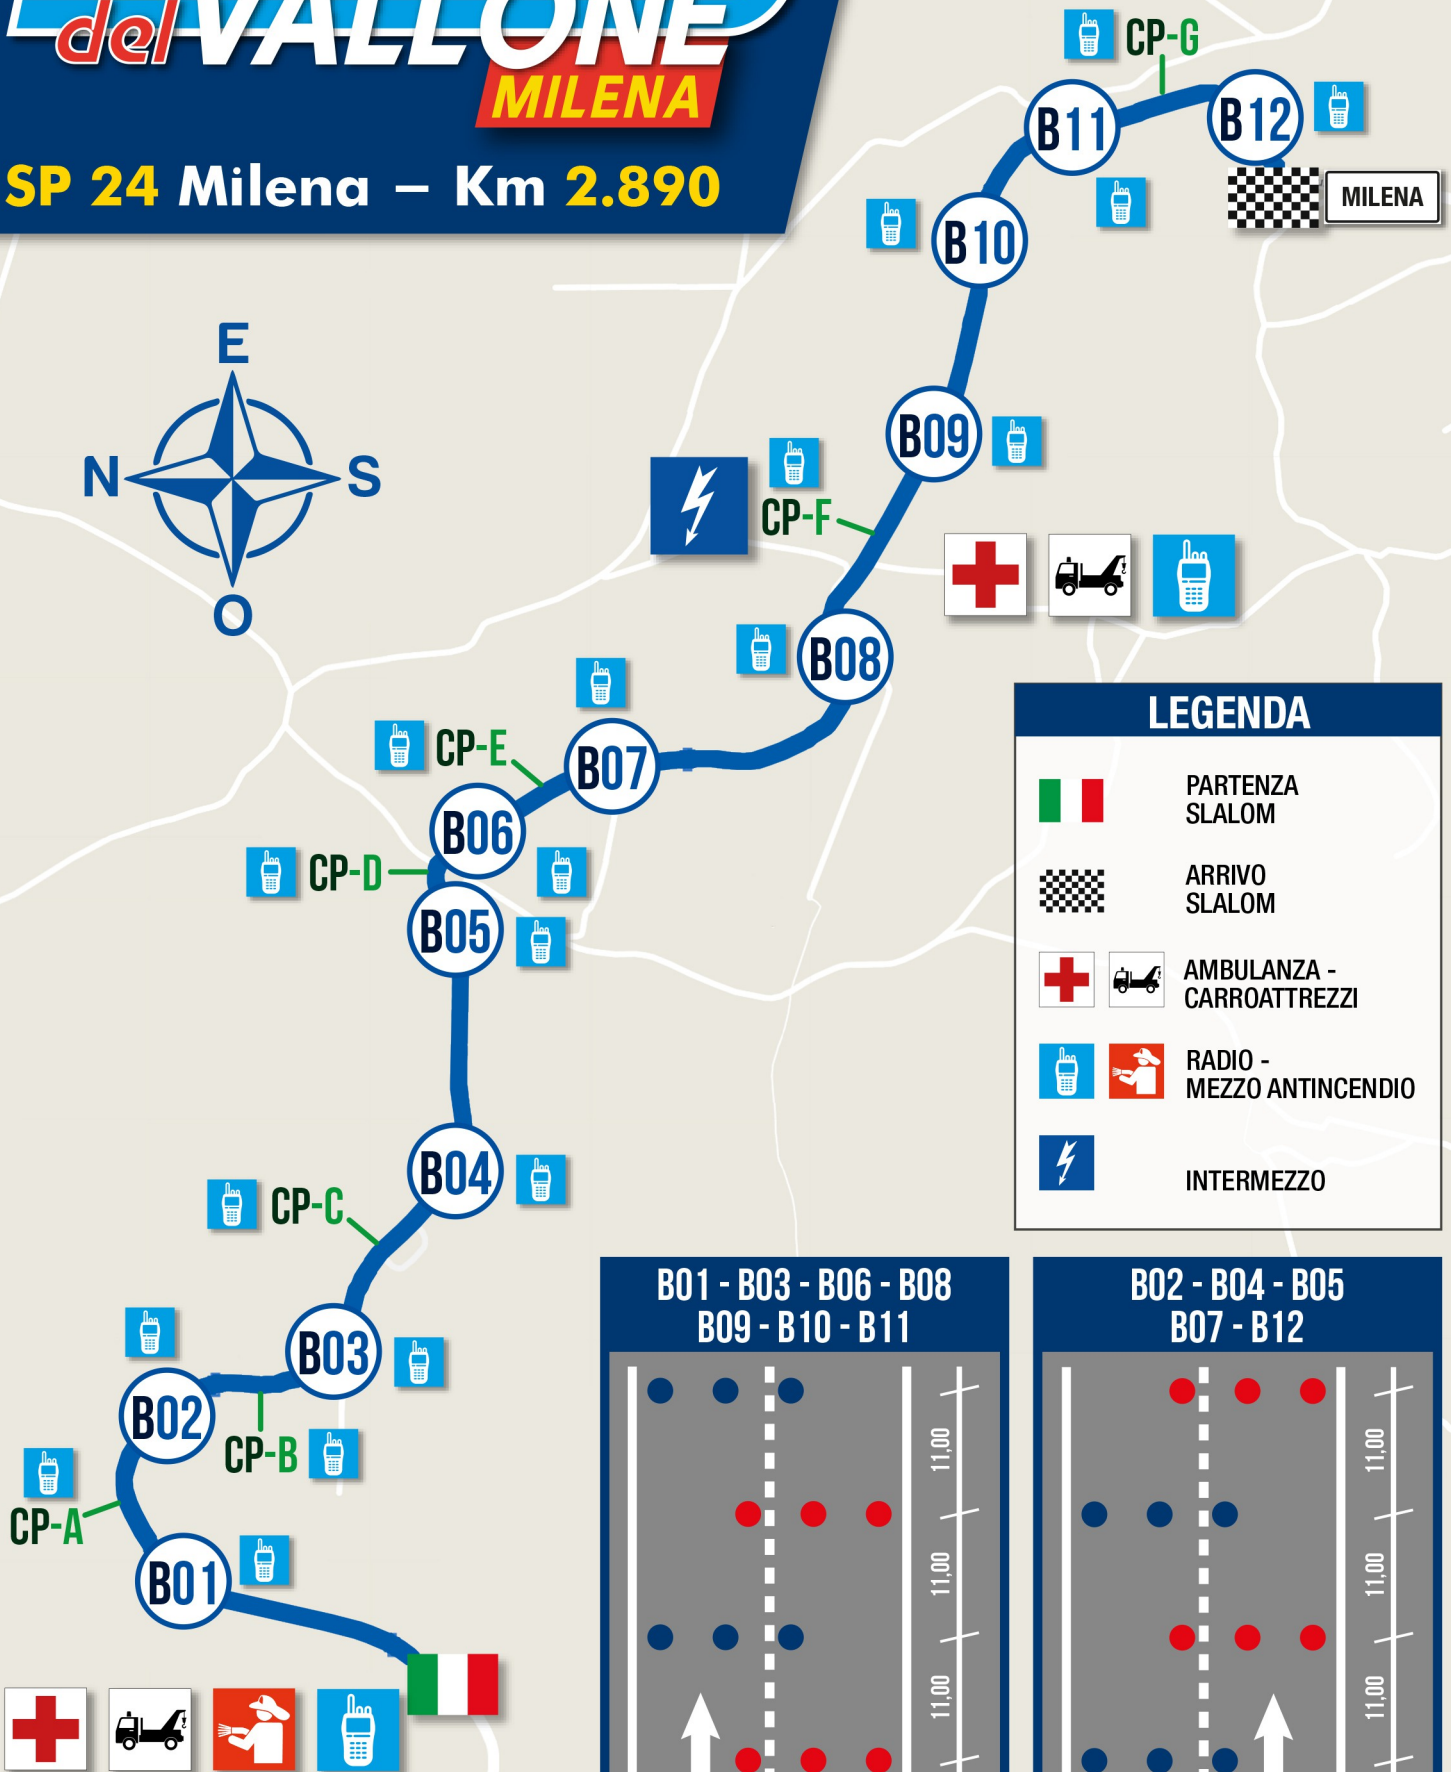 del VALLONE
MILENA
SP 24 Milena – Km 2.890
CP-G
B11
B12
MILENA
B10
E
N
S
O
B09
CP-F
B08
CP-E
B07
B06
CP-D
B05
B04
CP-C
B03
B02
CP-B
CP-A
B01
LEGENDA
PARTENZA
SLALOM
ARRIVO
SLALOM
AMBULANZA -
CARROATTREZZI
RADIO -
MEZZO ANTINCENDIO
INTERMEZZO
B01 - B03 - B06 - B08
B09 - B10 - B11
11,00
11,00
11,00
B02 - B04 - B05
B07 - B12
11,00
11,00
11,00